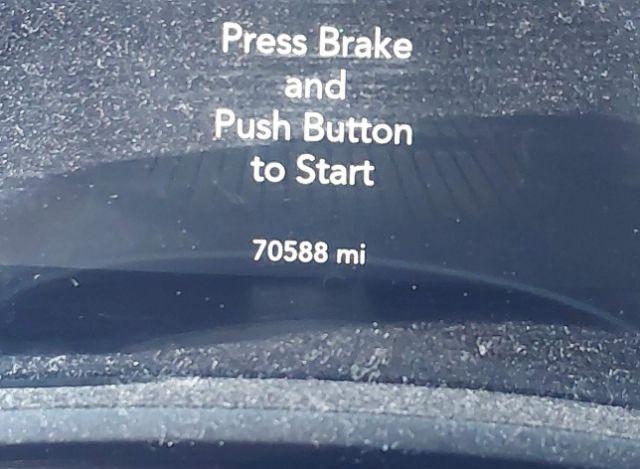 Press Brake
and
Push Button
to Start
70588 mi